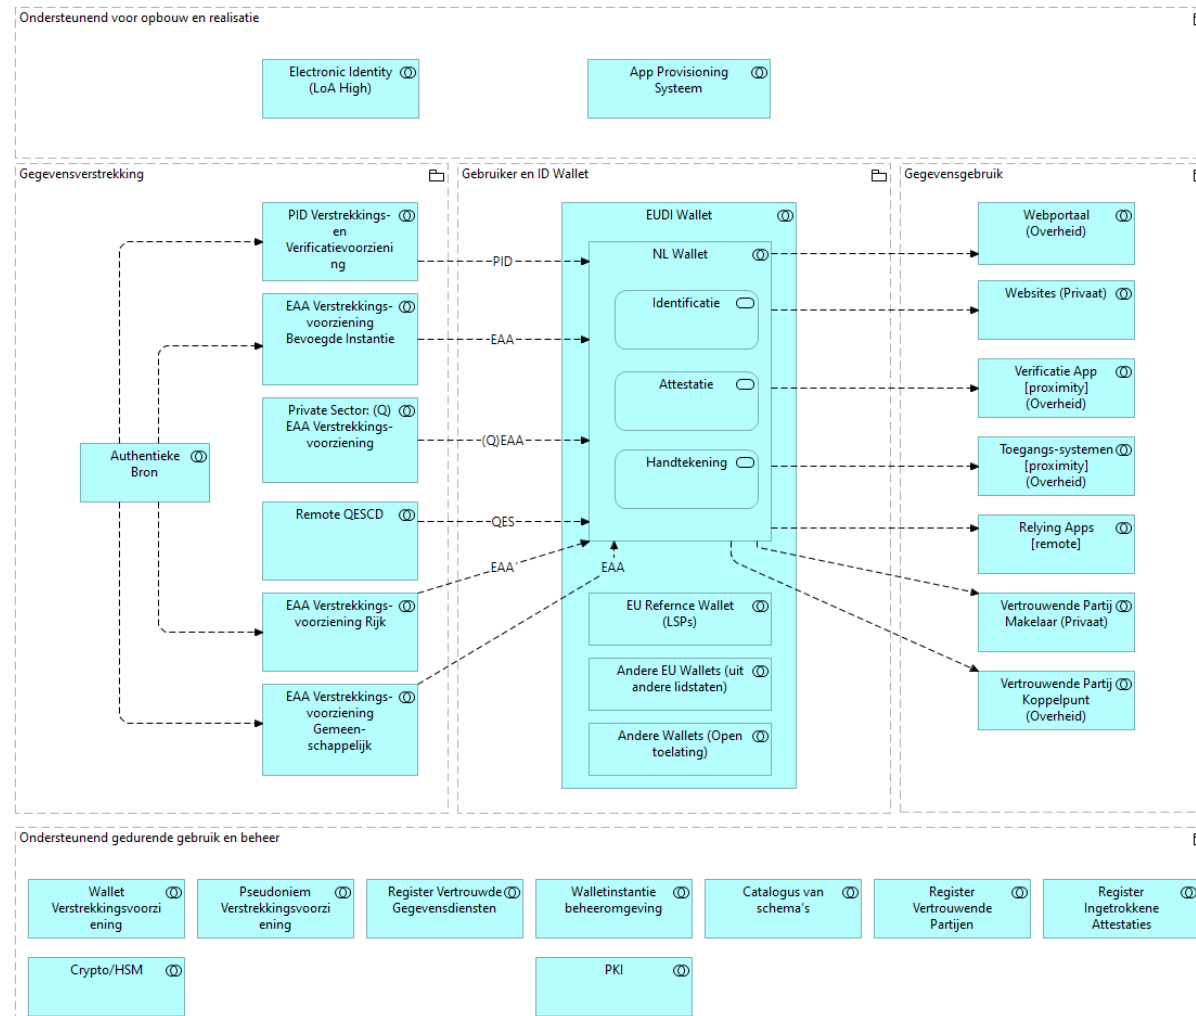 Ondersteunend voor opbouw en realisatie
Electronic Identity
(LoA High)
App Provisioning
Systeem
Gegevensverstrekking
PID Verstrekkings-
en
Verificatievoorzieni
ng
EAA Verstrekkings-
voorziening
Bevoegde Instantie
Private Sector: (Q)
EAA Verstrekkings-
voorziening
Authentieke
Bron
Remote QESCD
EAA Verstrekkings-
voorziening Rijk
EAA Verstrekkings-
voorziening
Gemeen-
schappelijk
PID
EAA
(Q)EAA
QES
EAA
EAA
Gebruiker en ID Wallet
EUDI Wallet
NL Wallet
Identificatie
Attestatie
Handtekening
EU Refernce Wallet
(LSPs)
Andere EU Wallets (uit
andere lidstaten)
Andere Wallets (Open
toelating)
Gegevensgebruik
Webportaal
(Overheid)
Websites (Privaat)
Verificatie App
[proximity]
(Overheid)
Toegangs-systemen
[proximity]
(Overheid)
Relying Apps
[remote]
Vertrouwende Partij
Makelaar (Privaat)
Vertrouwende Partij
Koppelpunt
(Overheid)
Ondersteunend gedurende gebruik en beheer
Wallet
Verstrekkingsvoorzi
ening
Pseudoniem
Verstrekkingsvoorzi
ening
Register Vertrouwde
Gegevensdiensten
Walletinstantie
beheeromgeving
Catalogus van
schema's
Register
Vertrouwende
Partijen
Register
Ingetrokkene
Attestaties
Crypto/HSM
PKI